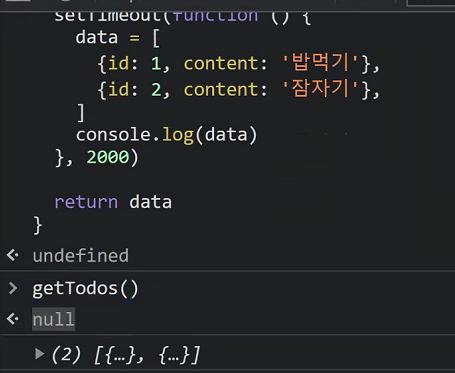 setTimeout(function () {
data = [
{id: 1, content: '밥먹기'},
{id: 2, content: '잠자기'},
]
console.log(data)
}, 2000)
return data
}
undefined
getTodos()
null
(2) [{…}, {…}]